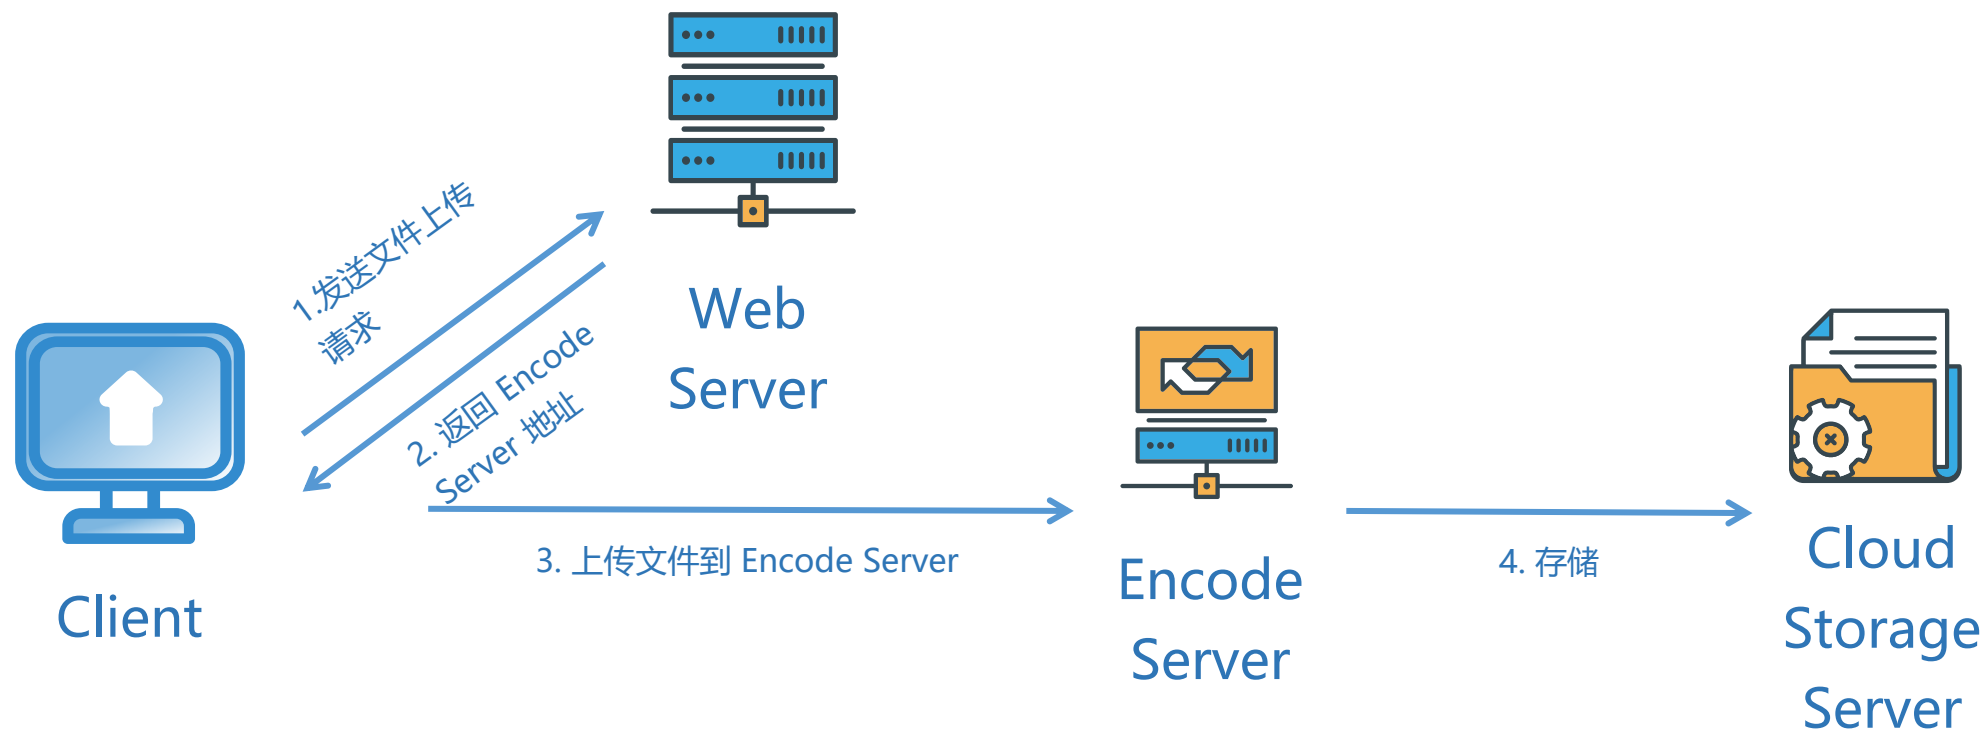 1.发送文件上传
请求
2. 返回 Encode
Server 地址
Web
Server
Client
3. 上传文件到 Encode Server
Encode
Server
4. 存储
Cloud
Storage
Server